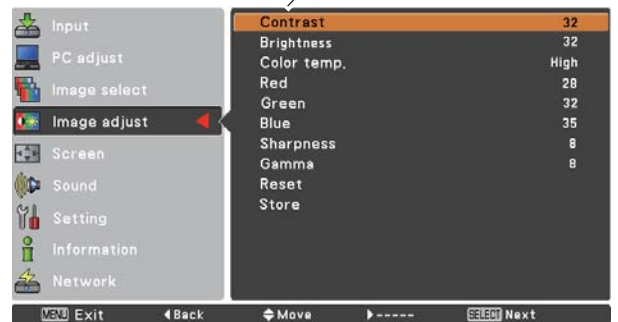 Input
PC adjust
Image select
Image adjust
Screen
Sound
Setting
Information
Network
Contrast 32
Brightness 32
Color temp. High
Red 28
Green 32
Blue 35
Sharpness 8
Gamma 8
Reset
Store
MENU Exit ◀Back Move ▶----- SELECT Next